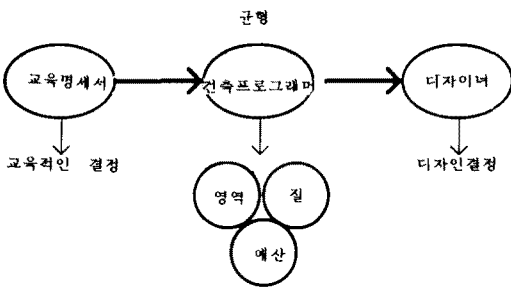 균형
교육명세서
건축프로그래머
디자이너
교육적인 결정
디자인결정
영역
질
예산